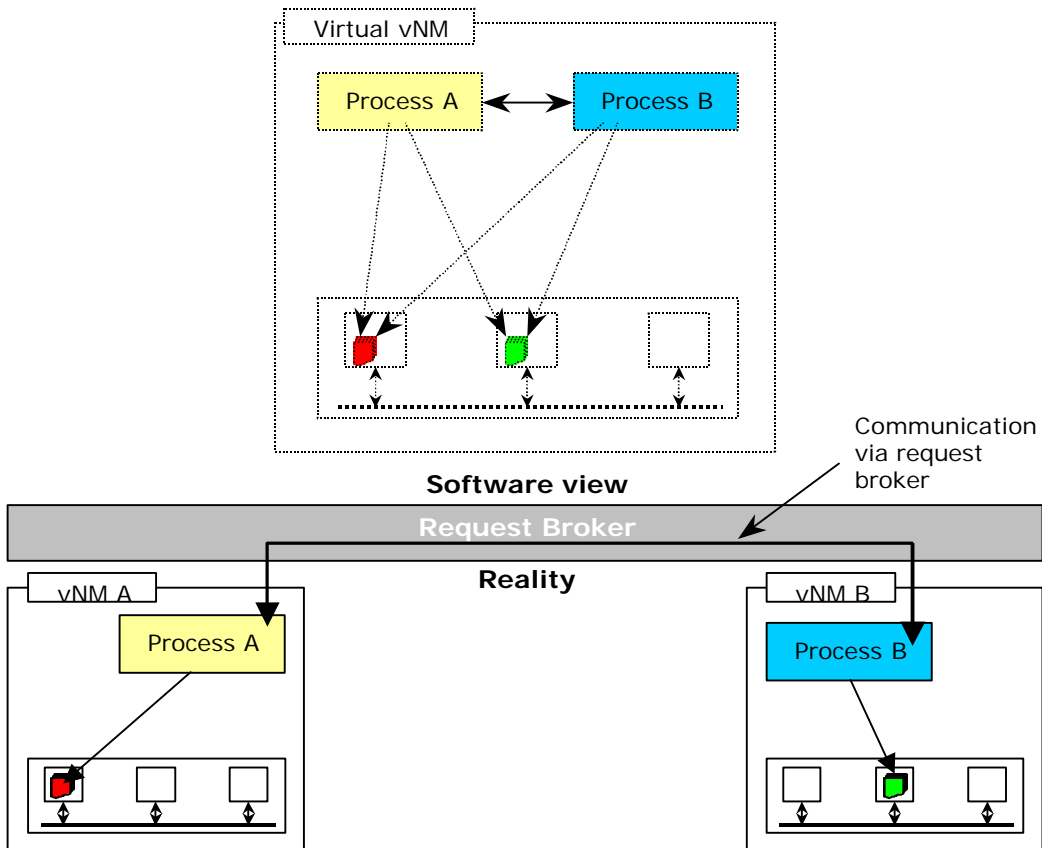 Virtual vNM
Process A
Process B
Communication
via request
broker
Software view
Request Broker
Reality
vNM A
vNM B
Process A
Process B